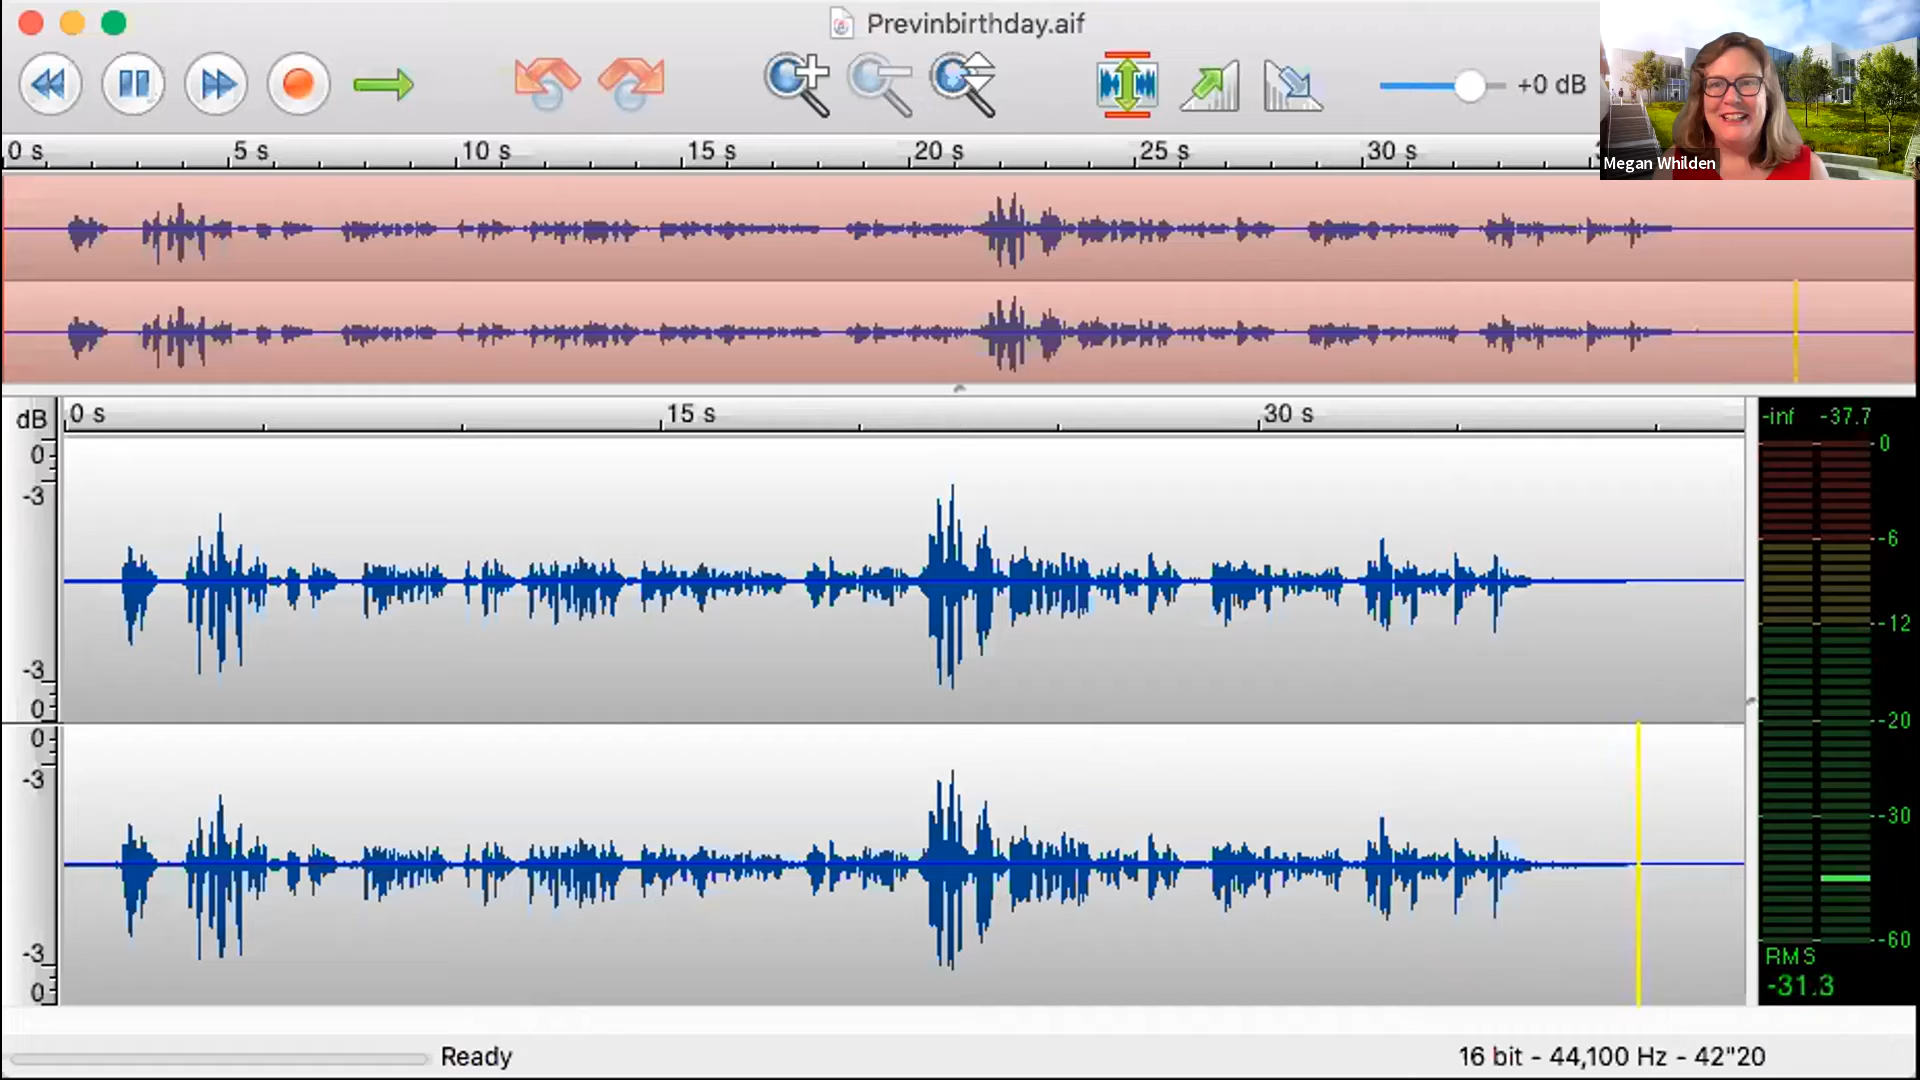 Previnbirthday.aif
+0 dB
0 s 5 s 10 s 15 s 20 s 25 s 30 s
Megan Whilden
dB 0 s 15 s 30 s
-inf -37.7
0
-3
-3
0
0
-3
-3
0
0
-6
-12
-20
-30
-60
RMS
-31.3
Ready 16 bit - 44,100 Hz - 42"20